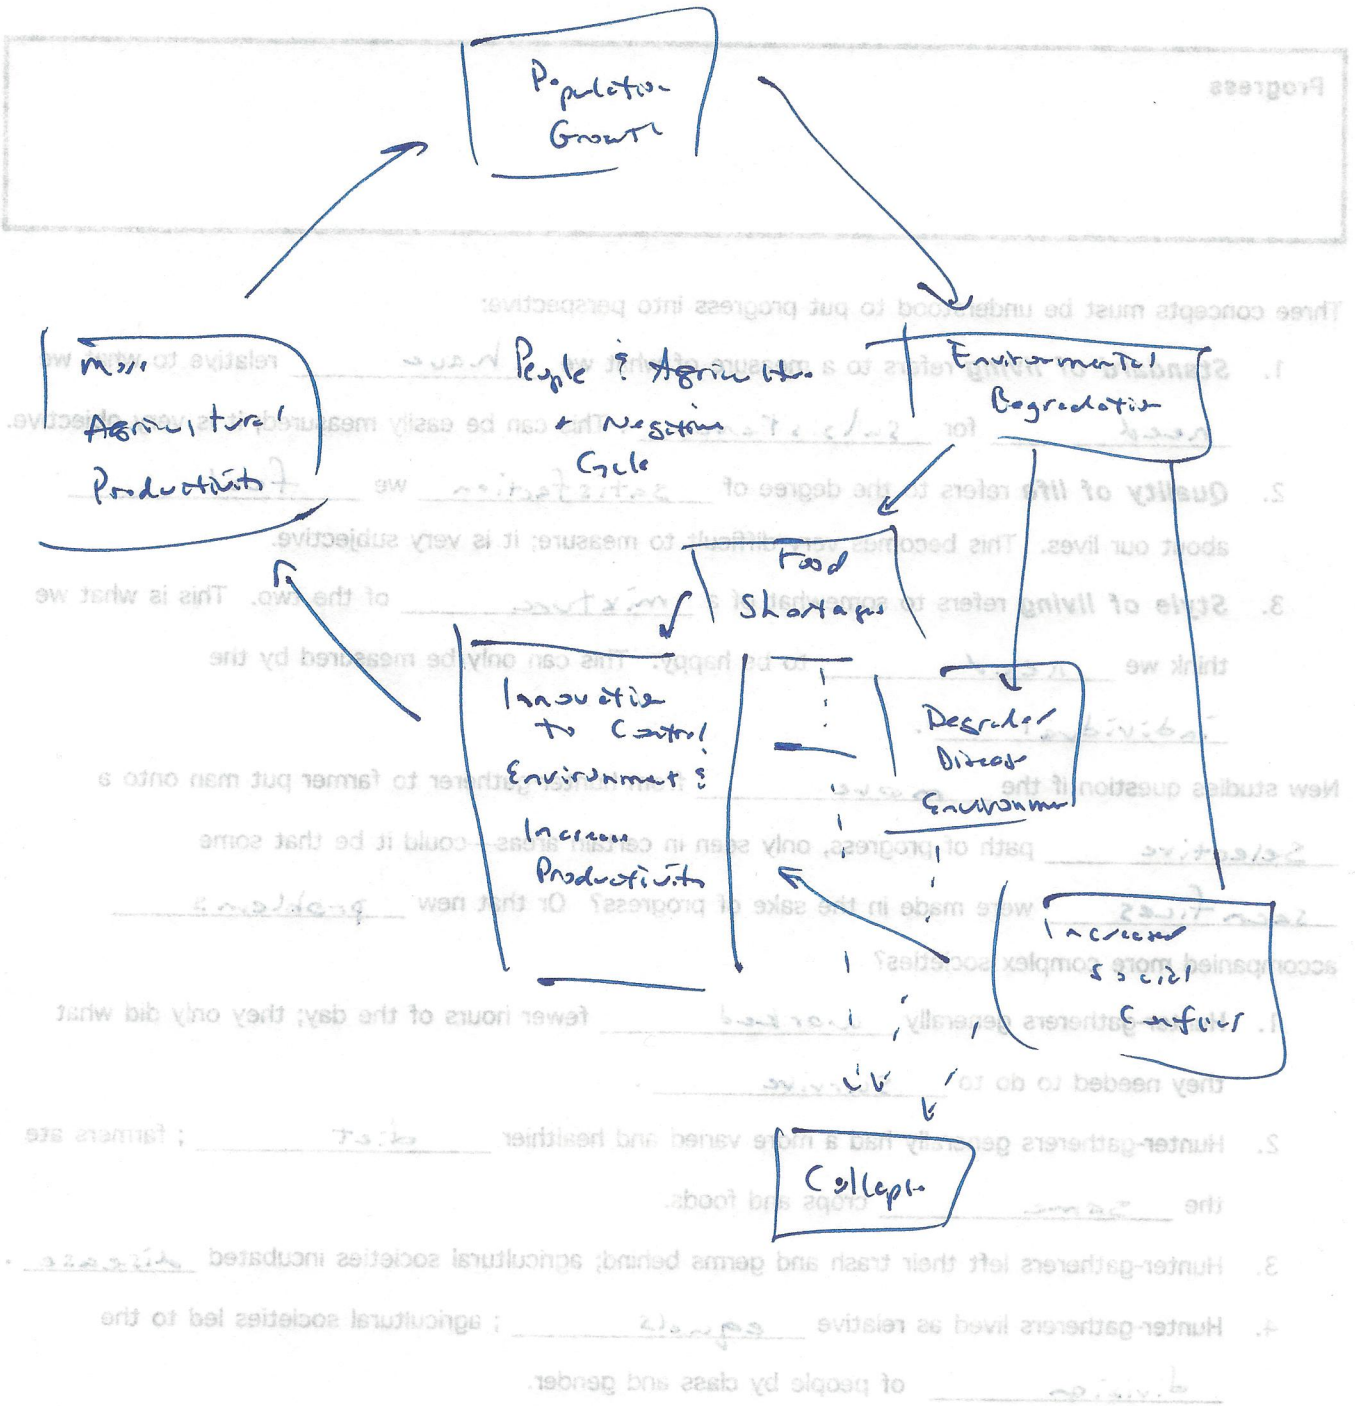 Population
Growth
More
Agricultural
Productivity
People & Agriculture
a Negative
Cycle
Environmental
Degradation
Food
Shortages
Innovation
to Control
Environment &
Increase
Productivity
Degraded
Disease
Environment
Increased
Social
Conflict
Collapse
Progress
Three concepts must be understood to put progress into perspective:
1. Standard of living refers to a measure of what we have relative to what we
need for subsistence. This can be easily measured; it is very objective.
2. Quality of life refers to the degree of satisfaction we feel
about our lives. This becomes very difficult to measure; it is very subjective.
3. Style of living refers to somewhat of a mixture of the two. This is what we
think we need to be happy. This can only be measured by the
individual.
New studies question if the move from hunter-gatherer to farmer put man onto a
selective path of progress, only seen in certain areas—could it be that some
sacrifices were made in the sake of progress? Or that new problems
accompanied more complex societies?
1. Hunter-gatherers generally worked fewer hours of the day; they only did what
they needed to do to survive.
2. Hunter-gatherers generally had a more varied and healthier diet; farmers ate
the same crops and foods.
3. Hunter-gatherers left their trash and germs behind; agricultural societies incubated disease.
4. Hunter-gatherers lived as relative equals; agricultural societies led to the
division of people by class and gender.